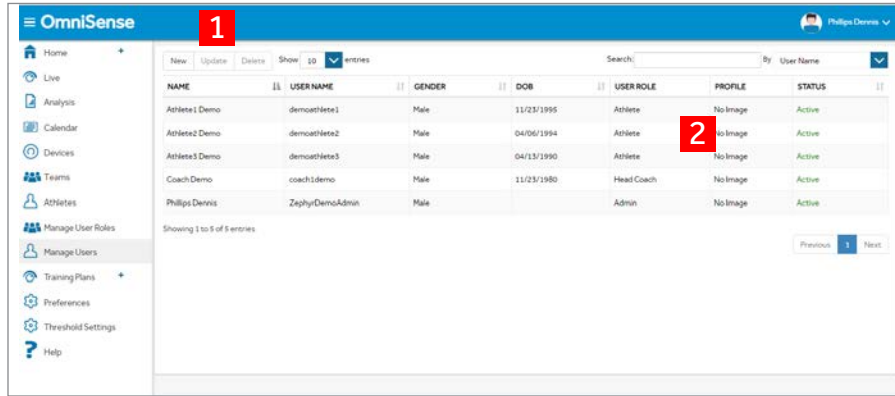 ≡ OmniSense
1
Phillips Dennis
Home +
Live
Analysis
Calendar
Devices
Teams
Athletes
Manage User Roles
Manage Users
Training Plans +
Preferences
Threshold Settings
? Help
New Update Delete Show 10 entries Search: By User Name
NAME USER NAME GENDER DOB USER ROLE PROFILE STATUS
Athlete1 Demo demoathlete1 Male 11/23/1995 Athlete No Image Active
Athlete2 Demo demoathlete2 Male 04/06/1994 Athlete 2 No Image Active
Athlete3 Demo demoathlete3 Male 04/13/1990 Athlete No Image Active
Coach Demo coach1demo Male 11/23/1980 Head Coach No Image Active
Phillips Dennis ZephyrDemoAdmin Male Admin No Image Active
Showing 1 to 5 of 5 entries
Previous 1 Next